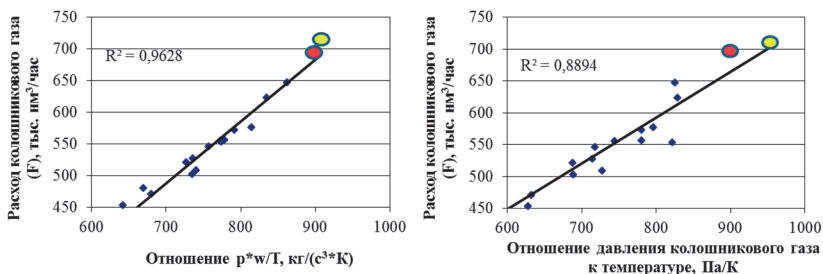 Расход колошникового газа
(F), тыс. нм³/час
750
700
650
600
550
500
450
R² = 0,9628
600
700
800
900
1000
Отношение p*w/T, кг/(с³*К)
Расход колошникового газа
(F), тыс. нм³/час
750
700
650
600
550
500
450
R² = 0,8894
600
700
800
900
1000
Отношение давления колошникового газа
к температуре, Па/К